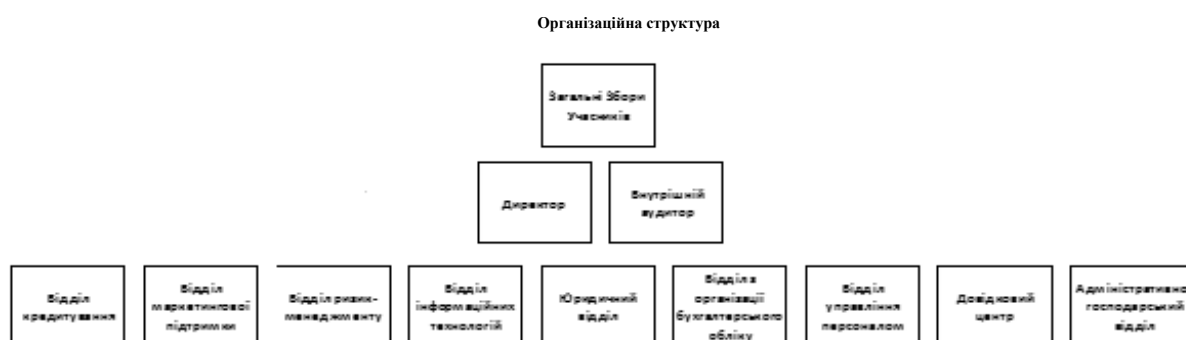 Організаційна структура
Загальні Збори
Учасників
Директор
Внутрішній
аудитор
Відділ
кредитування
Відділ
маркетингової
підтримки
Відділ ризик-
менеджменту
Відділ
інформаційних
технологій
Юридичний
відділ
Відділ з
організації
бухгалтерського
обліку
Відділ
управління
персоналом
Довідковий
центр
Адміністративно
господарський
відділ